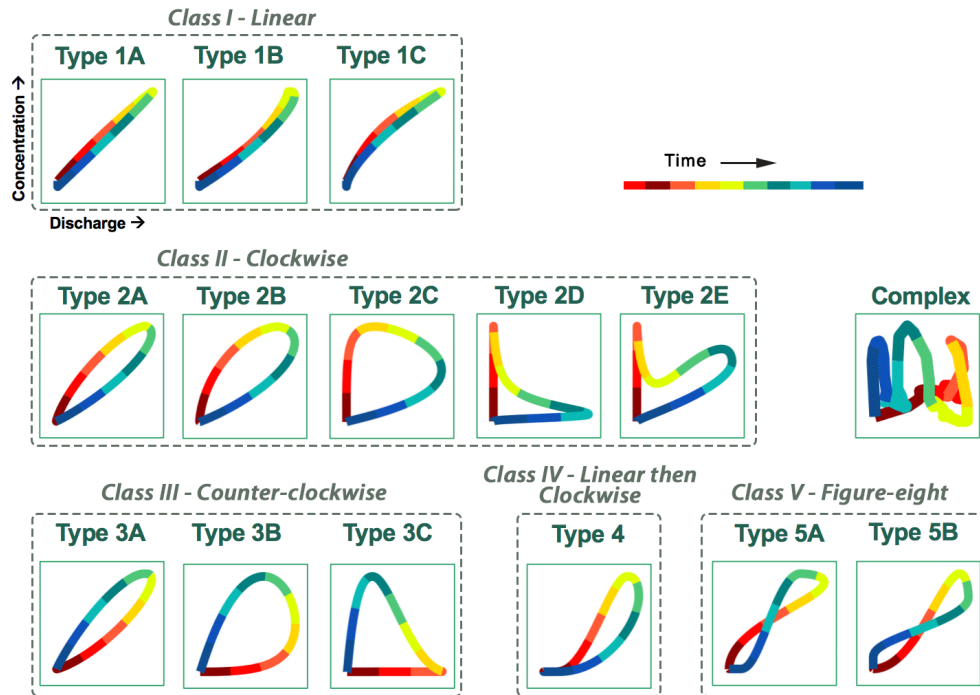 Class I - Linear
Type 1A Type 1B Type 1C
Concentration →
Discharge →
Time
Class II - Clockwise
Type 2A Type 2B Type 2C Type 2D Type 2E
Complex
Class III - Counter-clockwise
Class IV - Linear then
Clockwise
Class V - Figure-eight
Type 3A Type 3B Type 3C Type 4 Type 5A Type 5B